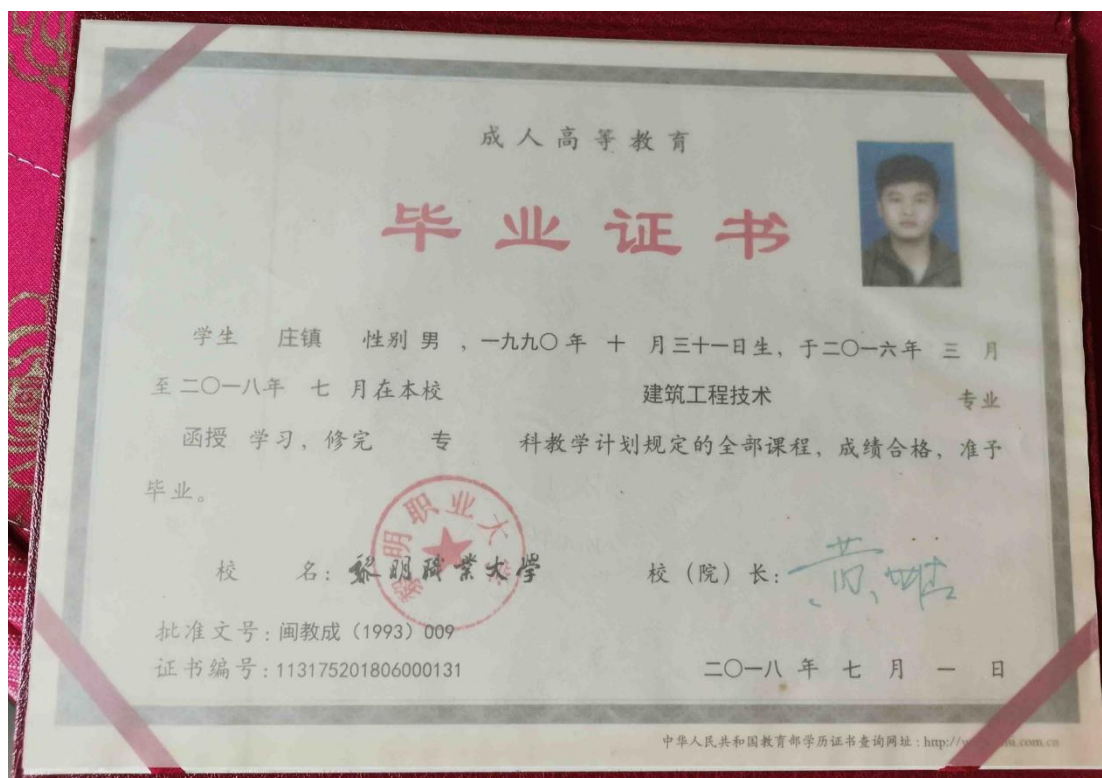 成人高等教育
毕业证书
学生 庄镇 性别 男 ，一九九〇年 十 月三十一日生，于二〇一六年 三 月
至二〇一八年 七 月在本校 建筑工程技术 专业
函授 学习，修完 专 科教学计划规定的全部课程，成绩合格，准予
毕业。
黎明职业大学
校 名：黎明職業大學 校（院）长：
批准文号：闽教成（1993）009
证书编号：113175201806000131 二〇一八 年 七 月 一 日
中华人民共和国教育部学历证书查询网址：